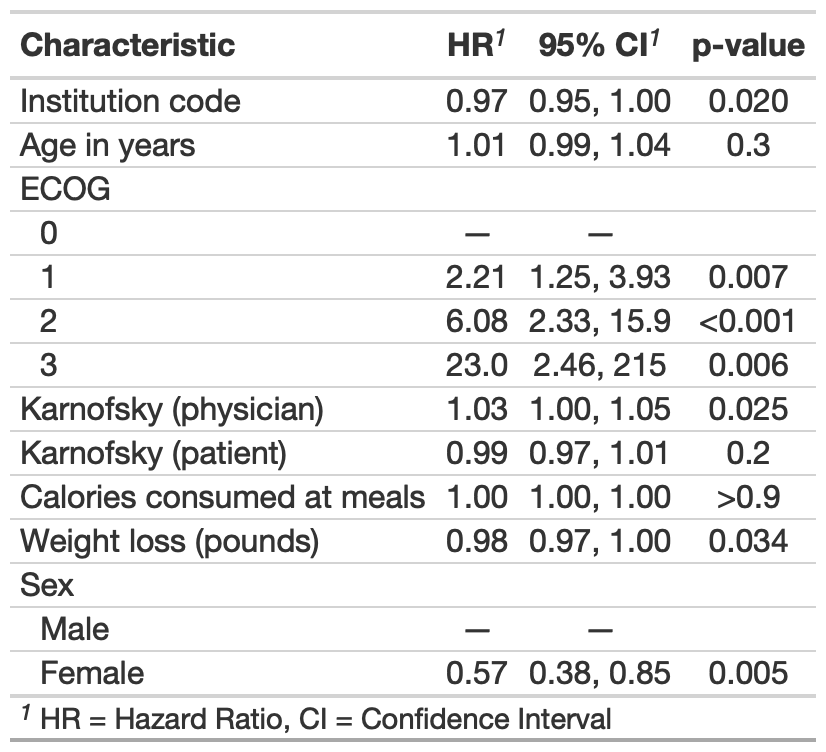 Characteristic HR1 95% CI1 p-value
Institution code 0.97 0.95, 1.00 0.020
Age in years 1.01 0.99, 1.04 0.3
ECOG
0 — —
1 2.21 1.25, 3.93 0.007
2 6.08 2.33, 15.9 <0.001
3 23.0 2.46, 215 0.006
Karnofsky (physician) 1.03 1.00, 1.05 0.025
Karnofsky (patient) 0.99 0.97, 1.01 0.2
Calories consumed at meals 1.00 1.00, 1.00 >0.9
Weight loss (pounds) 0.98 0.97, 1.00 0.034
Sex
Male — —
Female 0.57 0.38, 0.85 0.005
1 HR = Hazard Ratio, CI = Confidence Interval